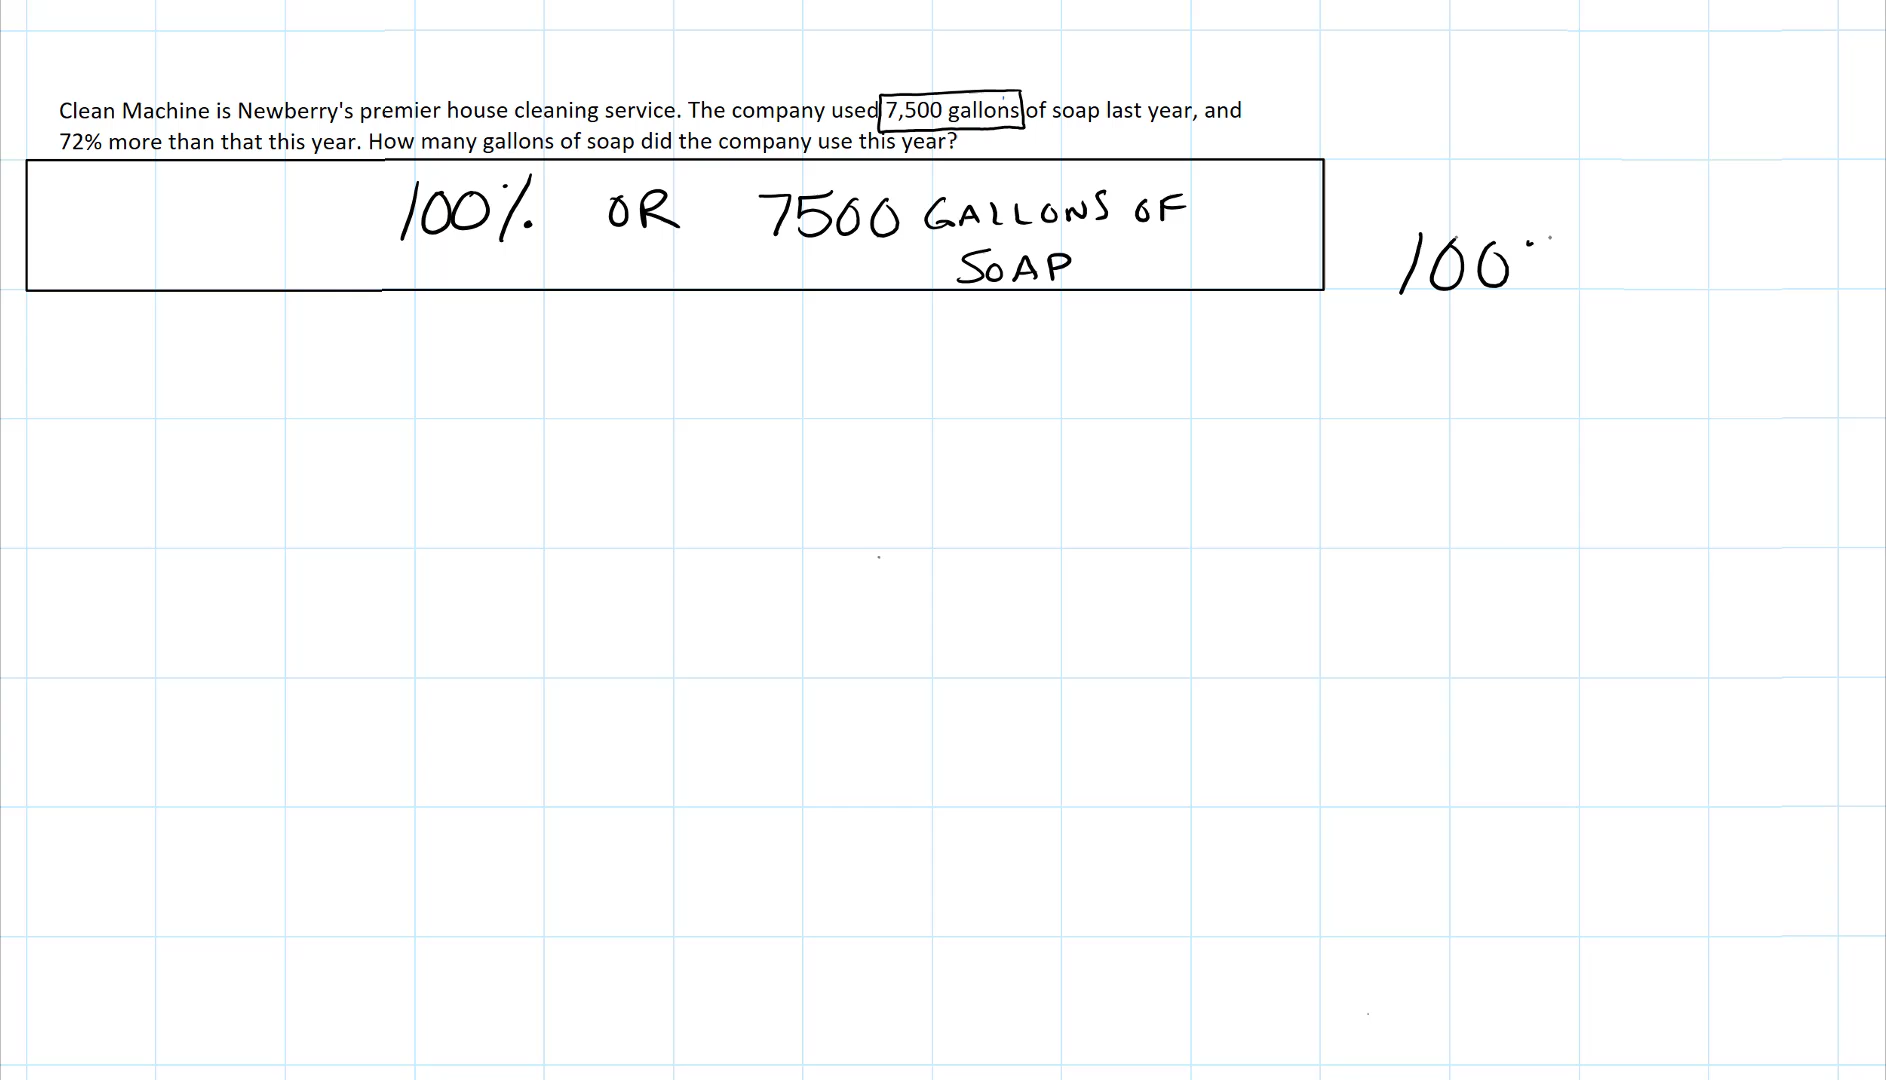 Clean Machine is Newberry's premier house cleaning service. The company used 7,500 gallons of soap last year, and
72% more than that this year. How many gallons of soap did the company use this year?
100% OR 7500 GALLONS OF
SOAP
100